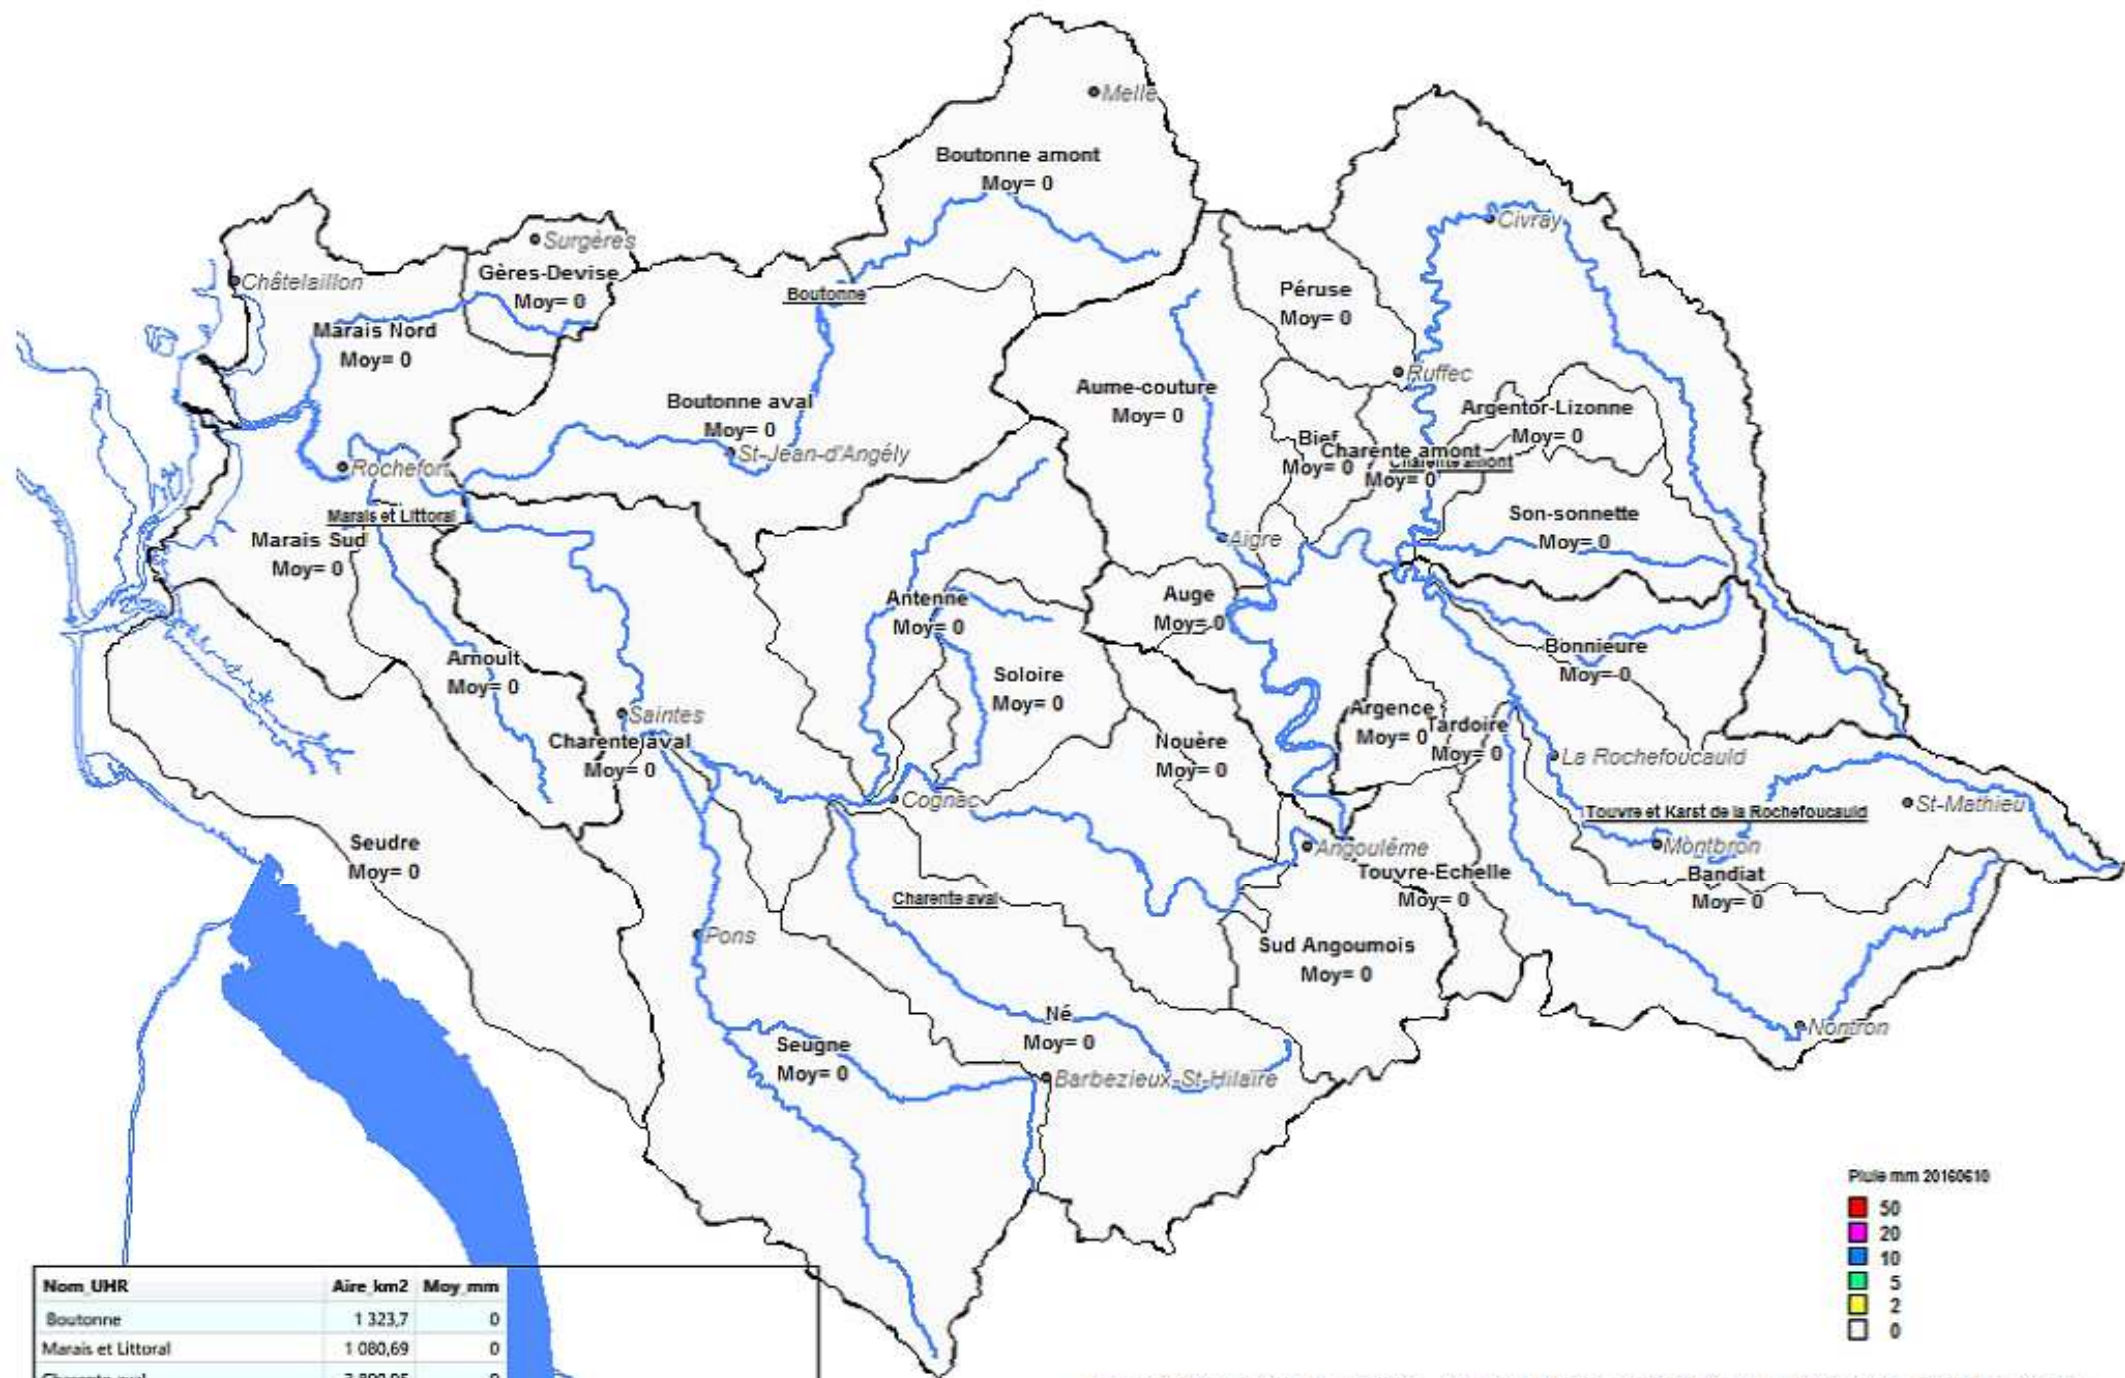 Melle
Boutonne amont
Moy= 0
Civray
Surgères
Châtelaillon
Gères-Devise
Moy= 0
Boutonne
Péruse
Moy= 0
Marais Nord
Moy= 0
Ruffec
Aume-couture
Moy= 0
Boutonne aval
Moy= 0
Argentor-Lizonne
Moy= 0
Bief
Moy= 0
Charente amont
Moy= 0
Charente amont
St-Jean-d'Angély
Rochefort
Marais et Littoral
Son-sonnette
Moy= 0
Marais Sud
Moy= 0
Aigre
Antenne
Moy= 0
Auge
Moy= 0
Bonnieure
Moy= 0
Arnoult
Moy= 0
Soloire
Moy= 0
Saintes
Argence
Moy= 0
Tardoire
Moy= 0
Charente aval
Moy= 0
Nouère
Moy= 0
La Rochefoucauld
Cognac
St-Mathieu
Touvre et Karst de la Rochefoucauld
Seudre
Moy= 0
Angoulême
Montbron
Touvre-Echelle
Moy= 0
Bandiat
Moy= 0
Charente aval
Pons
Sud Angoumois
Moy= 0
Né
Moy= 0
Nontron
Seugne
Moy= 0
Barbezieux-St-Hilaire
Pluie mm 20160610
50
20
10
5
2
0
Nom_UHR Aire_km2 Moy_mm
Boutonne 1 323,7 0
Marais et Littoral 1 080,69 0